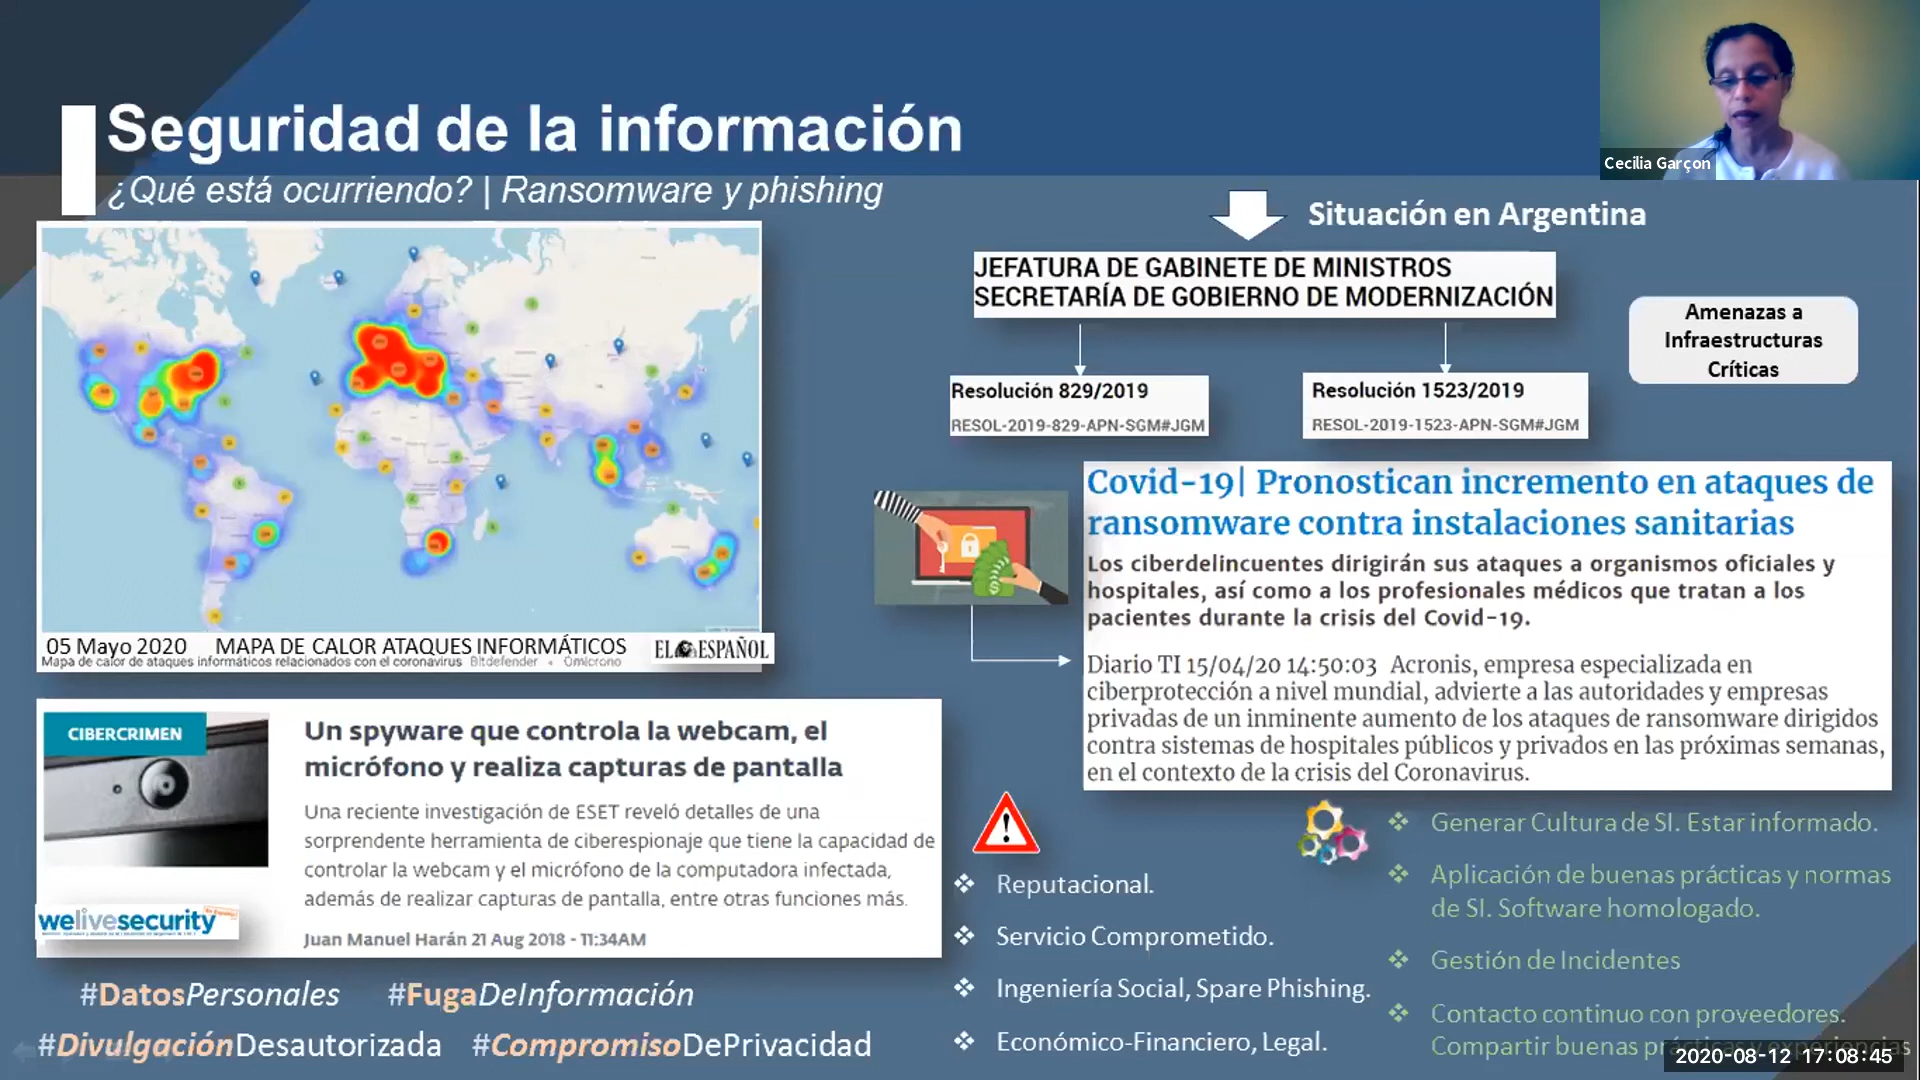 Seguridad de la información
¿Qué está ocurriendo? | Ransomware y phishing
Cecilia Garçon
Situación en Argentina
JEFATURA DE GABINETE DE MINISTROS
SECRETARÍA DE GOBIERNO DE MODERNIZACIÓN
Amenazas a
Infraestructuras
Críticas
Resolución 829/2019
RESOL-2019-829-APN-SGM#JGM
Resolución 1523/2019
RESOL-2019-1523-APN-SGM#JGM
05 Mayo 2020 MAPA DE CALOR ATAQUES INFORMÁTICOS
EL ESPAÑOL
Mapa de calor de ataques informáticos relacionados con el coronavirus Bitdefender • Omicrono
Covid-19| Pronostican incremento en ataques de
ransomware contra instalaciones sanitarias
Los ciberdelincuentes dirigirán sus ataques a organismos oficiales y
hospitales, así como a los profesionales médicos que tratan a los
pacientes durante la crisis del Covid-19.
Diario TI 15/04/20 14:50:03 Acronis, empresa especializada en
ciberprotección a nivel mundial, advierte a las autoridades y empresas
privadas de un inminente aumento de los ataques de ransomware dirigidos
contra sistemas de hospitales públicos y privados en las próximas semanas,
en el contexto de la crisis del Coronavirus.
CIBERCRIMEN
Un spyware que controla la webcam, el
micrófono y realiza capturas de pantalla
Una reciente investigación de ESET reveló detalles de una
sorprendente herramienta de ciberespionaje que tiene la capacidad de
controlar la webcam y el micrófono de la computadora infectada,
además de realizar capturas de pantalla, entre otras funciones más.
Juan Manuel Harán 21 Aug 2018 - 11:34AM
welivesecurity
#DatosPersonales #FugaDeInformación
#DivulgaciónDesautorizada #CompromisoDePrivacidad
❖ Reputacional.
❖ Servicio Comprometido.
❖ Ingeniería Social, Spare Phishing.
❖ Económico-Financiero, Legal.
❖ Generar Cultura de SI. Estar informado.
❖ Aplicación de buenas prácticas y normas
de SI. Software homologado.
❖ Gestión de Incidentes
❖ Contacto continuo con proveedores.
Compartir buenas prácticas y experiencias
2020-08-12 17:08:45